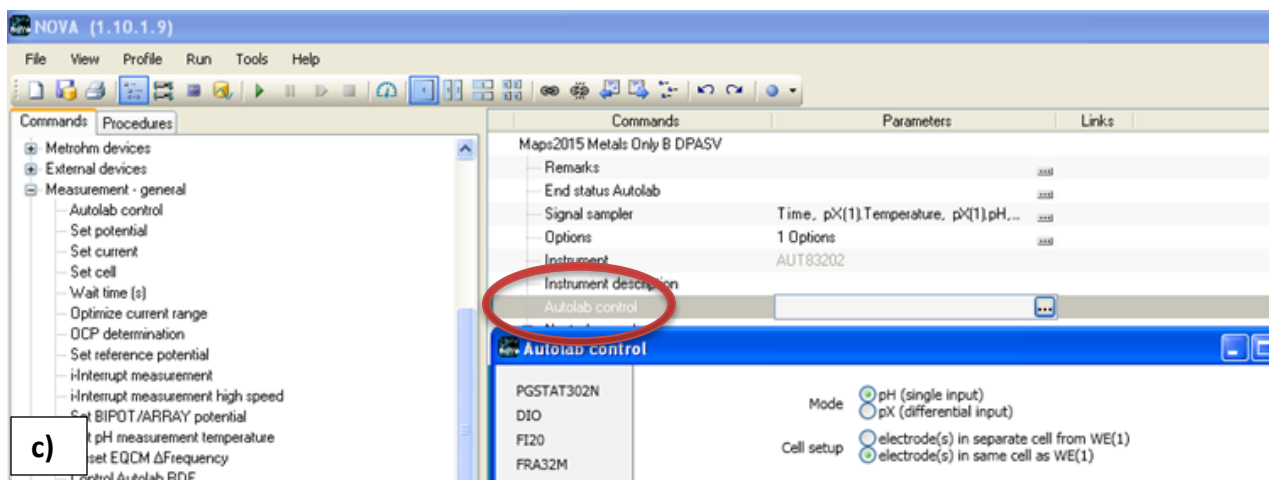 NOVA (1.10.1.9)
File View Profile Run Tools Help
Commands Procedures
Metrohm devices
External devices
Measurement - general
Autolab control
Set potential
Set current
Set cell
Wait time (s)
Optimize current range
OCP determination
Set reference potential
i-Interrupt measurement
i-Interrupt measurement high speed
BIPOT/ARRAY potential
pH measurement temperature
EQCM ΔFrequency
Control Autolab RDE
c)
Commands Parameters Links
Maps2015 Metals Only B DPASV
Remarks ...
End status Autolab ...
Signal sampler Time, pX(1).Temperature, pX(1).pH,... ...
Options 1 Options ...
Instrument AUT83202
Instrument description
Autolab control ...
Autolab control
PGSTAT302N
DIO
FI20
FRA32M
Mode pH (single input)
pX (differential input)
Cell setup electrode(s) in separate cell from WE(1)
electrode(s) in same cell as WE(1)